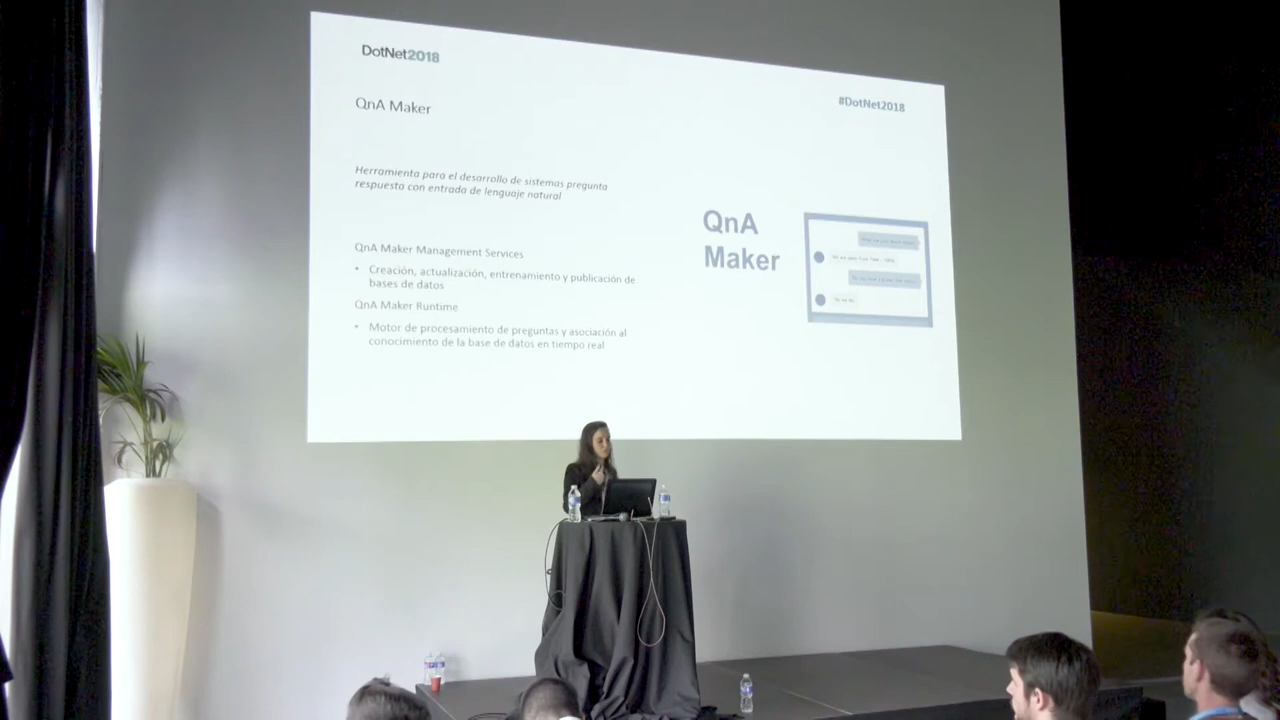 DotNet2018
#DotNet2018
QnA Maker
Herramienta para el desarrollo de sistemas pregunta
respuesta con entrada de lenguaje natural
QnA Maker Management Services
• Creación, actualización, entrenamiento y publicación de
bases de datos
QnA Maker Runtime
• Motor de procesamiento de preguntas y asociación al
conocimiento de la base de datos en tiempo real
QnA
Maker